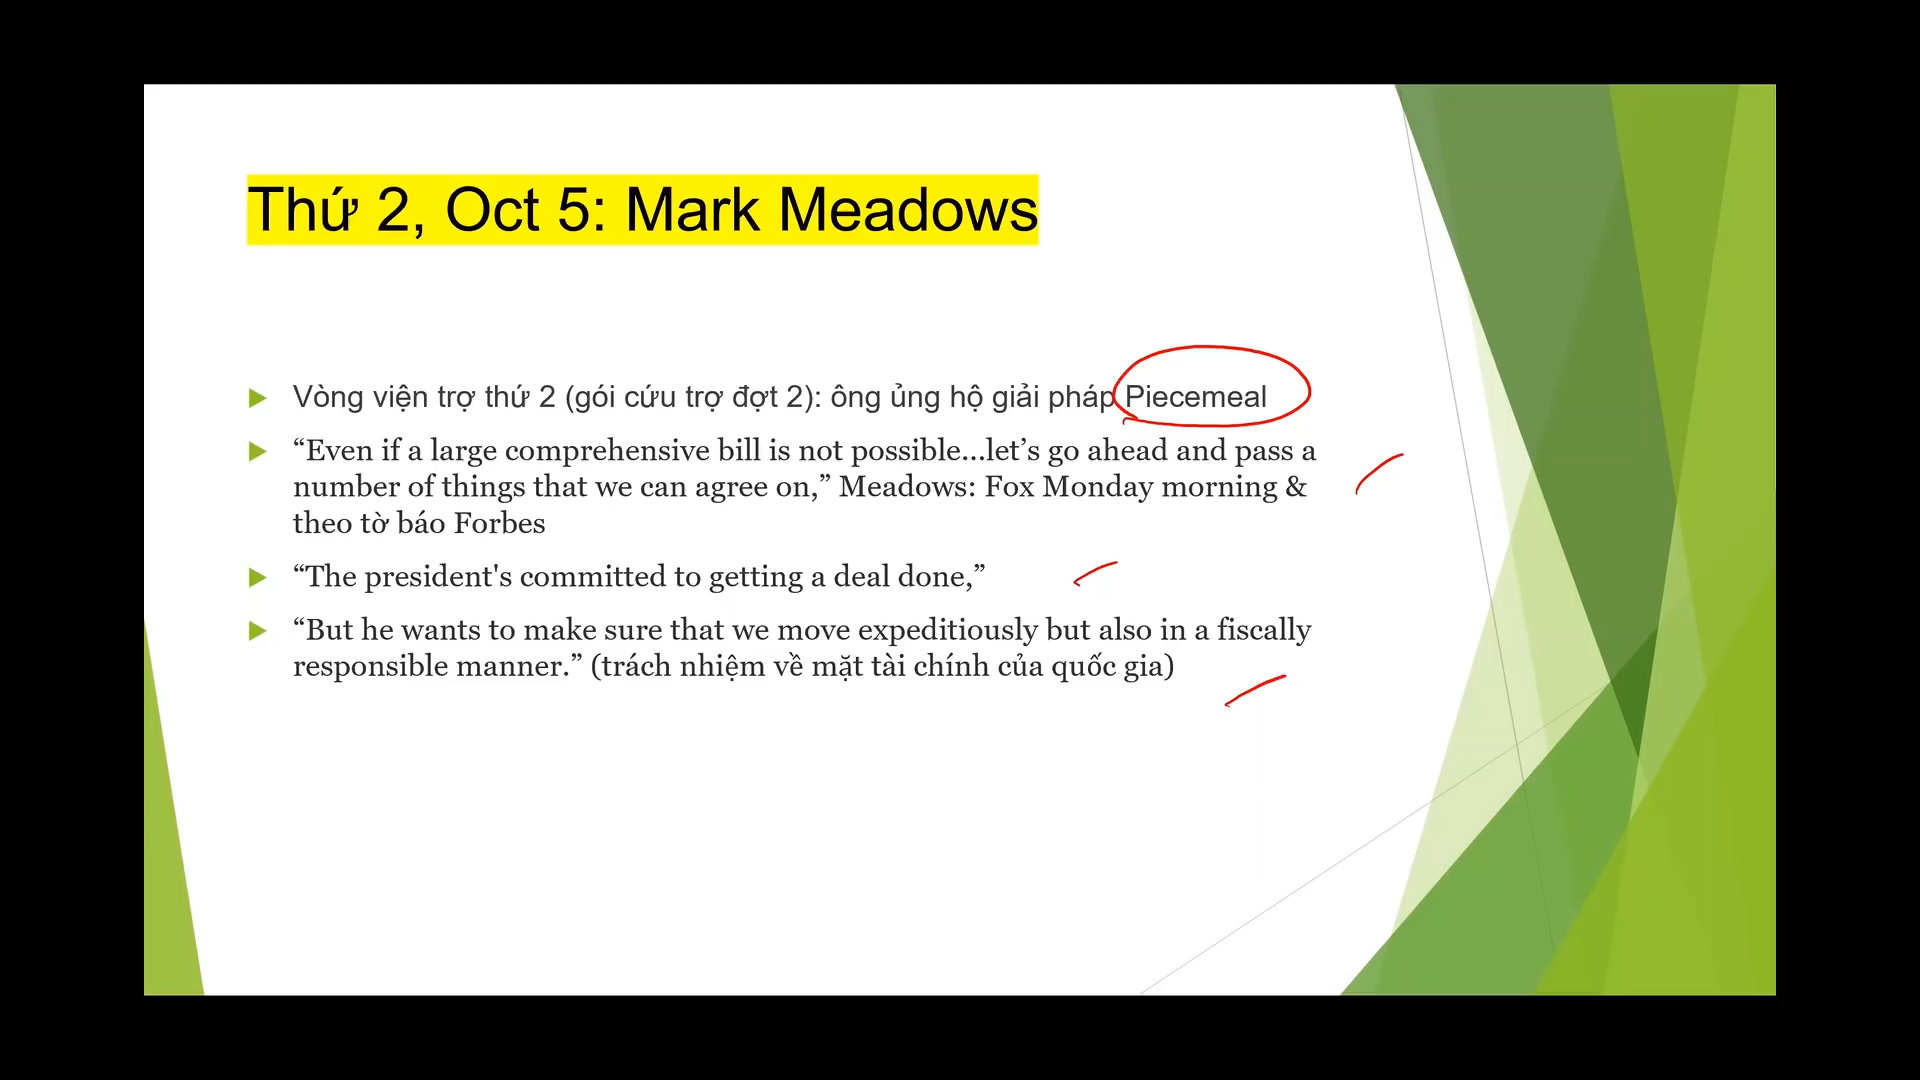 Thứ 2, Oct 5: Mark Meadows
Vòng viện trợ thứ 2 (gói cứu trợ đợt 2): ông ủng hộ giải pháp Piecemeal
“Even if a large comprehensive bill is not possible...let’s go ahead and pass a
number of things that we can agree on,” Meadows: Fox Monday morning &
theo tờ báo Forbes
“The president's committed to getting a deal done,”
“But he wants to make sure that we move expeditiously but also in a fiscally
responsible manner.” (trách nhiệm về mặt tài chính của quốc gia)